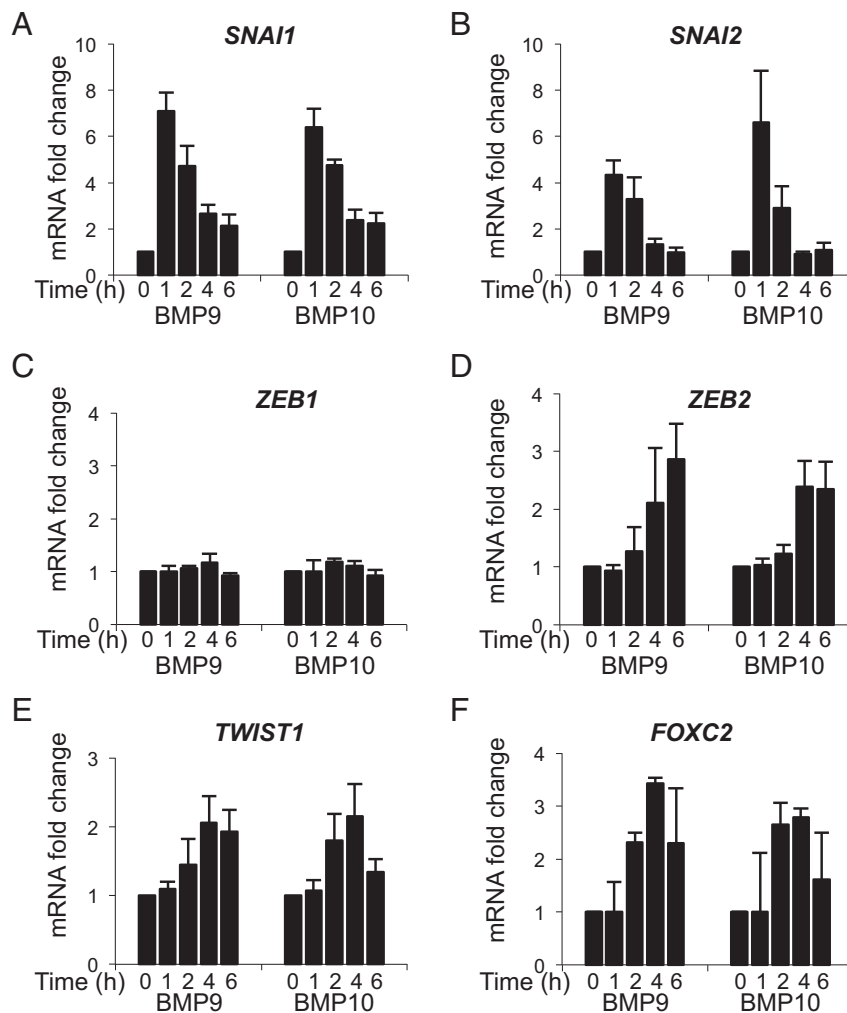 A
SNAI1
mRNA fold change
10
8
6
4
2
0
Time (h) 0 1 2 4 6 0 1 2 4 6
BMP9 BMP10
B
SNAI2
mRNA fold change
10
8
6
4
2
0
Time (h) 0 1 2 4 6 0 1 2 4 6
BMP9 BMP10
C
ZEB1
mRNA fold change
4
3
2
1
0
Time (h) 0 1 2 4 6 0 1 2 4 6
BMP9 BMP10
D
ZEB2
mRNA fold change
4
3
2
1
0
Time (h) 0 1 2 4 6 0 1 2 4 6
BMP9 BMP10
E
TWIST1
mRNA fold change
3
2
1
0
Time (h) 0 1 2 4 6 0 1 2 4 6
BMP9 BMP10
F
FOXC2
mRNA fold change
4
3
2
1
0
Time (h) 0 1 2 4 6 0 1 2 4 6
BMP9 BMP10